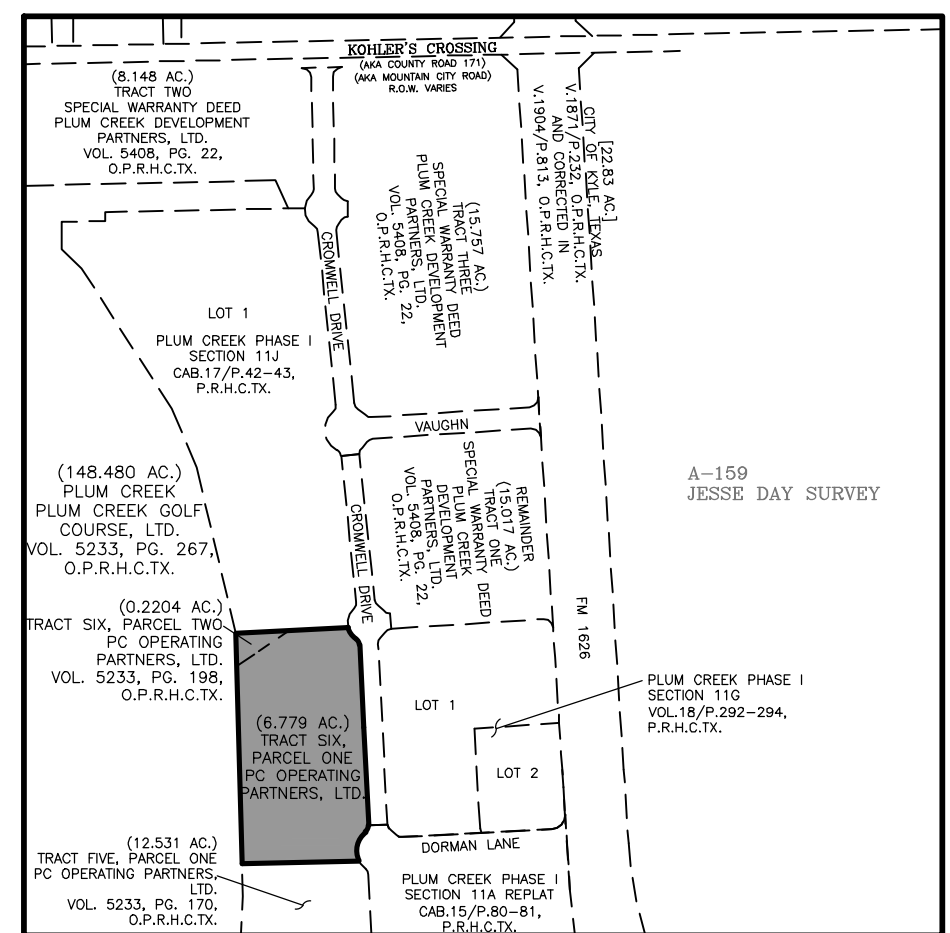 KOHLER'S CROSSING
(AKA COUNTY ROAD 171)
(AKA MOUNTAIN CITY ROAD)
R.O.W. VARIES
(8.148 AC.)
TRACT TWO
SPECIAL WARRANTY DEED
PLUM CREEK DEVELOPMENT
PARTNERS, LTD.
VOL. 5408, PG. 22,
O.P.R.H.C.TX.
(15.757 AC.)
TRACT THREE
SPECIAL WARRANTY DEED
PLUM CREEK DEVELOPMENT
PARTNERS, LTD.
VOL. 5408, PG. 22,
O.P.R.H.C.TX.
[22.83 AC.]
CITY OF KYLE, TEXAS
V.1871/P.232, O.P.R.H.C.TX.
AND CORRECTED IN
V.1904/P.813, O.P.R.H.C.TX.
CROMWELL DRIVE
LOT 1
PLUM CREEK PHASE I
SECTION 11J
CAB.17/P.42-43,
P.R.H.C.TX.
VAUGHN
(148.480 AC.)
PLUM CREEK
PLUM CREEK GOLF
COURSE, LTD.
VOL. 5233, PG. 267,
O.P.R.H.C.TX.
CROMWELL DRIVE
REMAINDER
(15.017 AC.)
TRACT ONE
SPECIAL WARRANTY DEED
PLUM CREEK
DEVELOPMENT
PARTNERS, LTD.
VOL. 5408, PG. 22,
O.P.R.H.C.TX.
A-159
JESSE DAY SURVEY
FM 1626
(0.2204 AC.)
TRACT SIX, PARCEL TWO
PC OPERATING
PARTNERS, LTD.
VOL. 5233, PG. 198,
O.P.R.H.C.TX.
(6.779 AC.)
TRACT SIX,
PARCEL ONE
PC OPERATING
PARTNERS, LTD.
LOT 1
LOT 2
PLUM CREEK PHASE I
SECTION 11G
VOL.18/P.292-294,
P.R.H.C.TX.
DORMAN LANE
(12.531 AC.)
TRACT FIVE, PARCEL ONE
PC OPERATING PARTNERS,
LTD.
VOL. 5233, PG. 170,
O.P.R.H.C.TX.
PLUM CREEK PHASE I
SECTION 11A REPLAT
CAB.15/P.80-81,
P.R.H.C.TX.